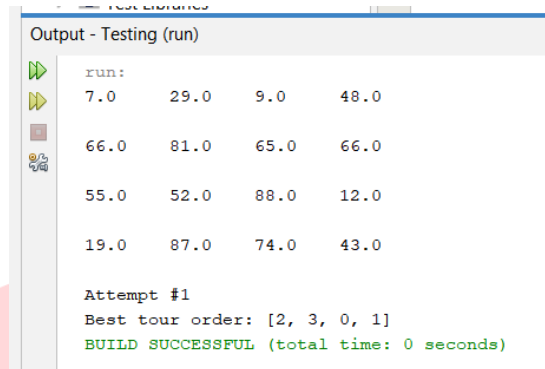 Output - Testing (run)
run:
7.0 29.0 9.0 48.0
66.0 81.0 65.0 66.0
55.0 52.0 88.0 12.0
19.0 87.0 74.0 43.0
Attempt #1
Best tour order: [2, 3, 0, 1]
BUILD SUCCESSFUL (total time: 0 seconds)